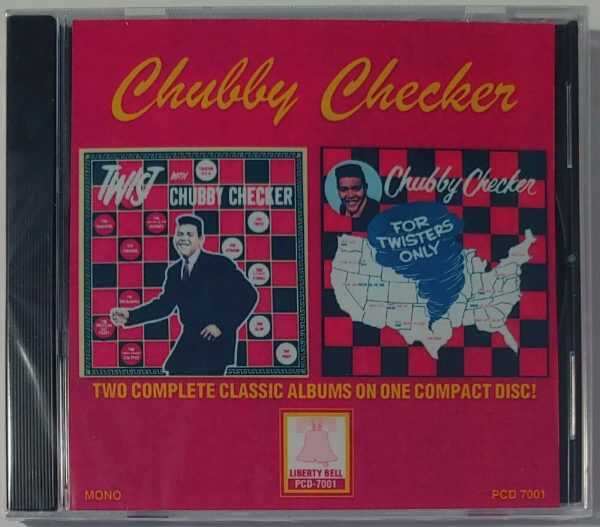 Chubby Checker
TWIST
WITH
CHUBBY CHECKER
Chubby Checker
FOR
TWISTERS
ONLY
TWO COMPLETE CLASSIC ALBUMS ON ONE COMPACT DISC!
LIBERTY BELL
PCD-7001
MONO
PCD 7001